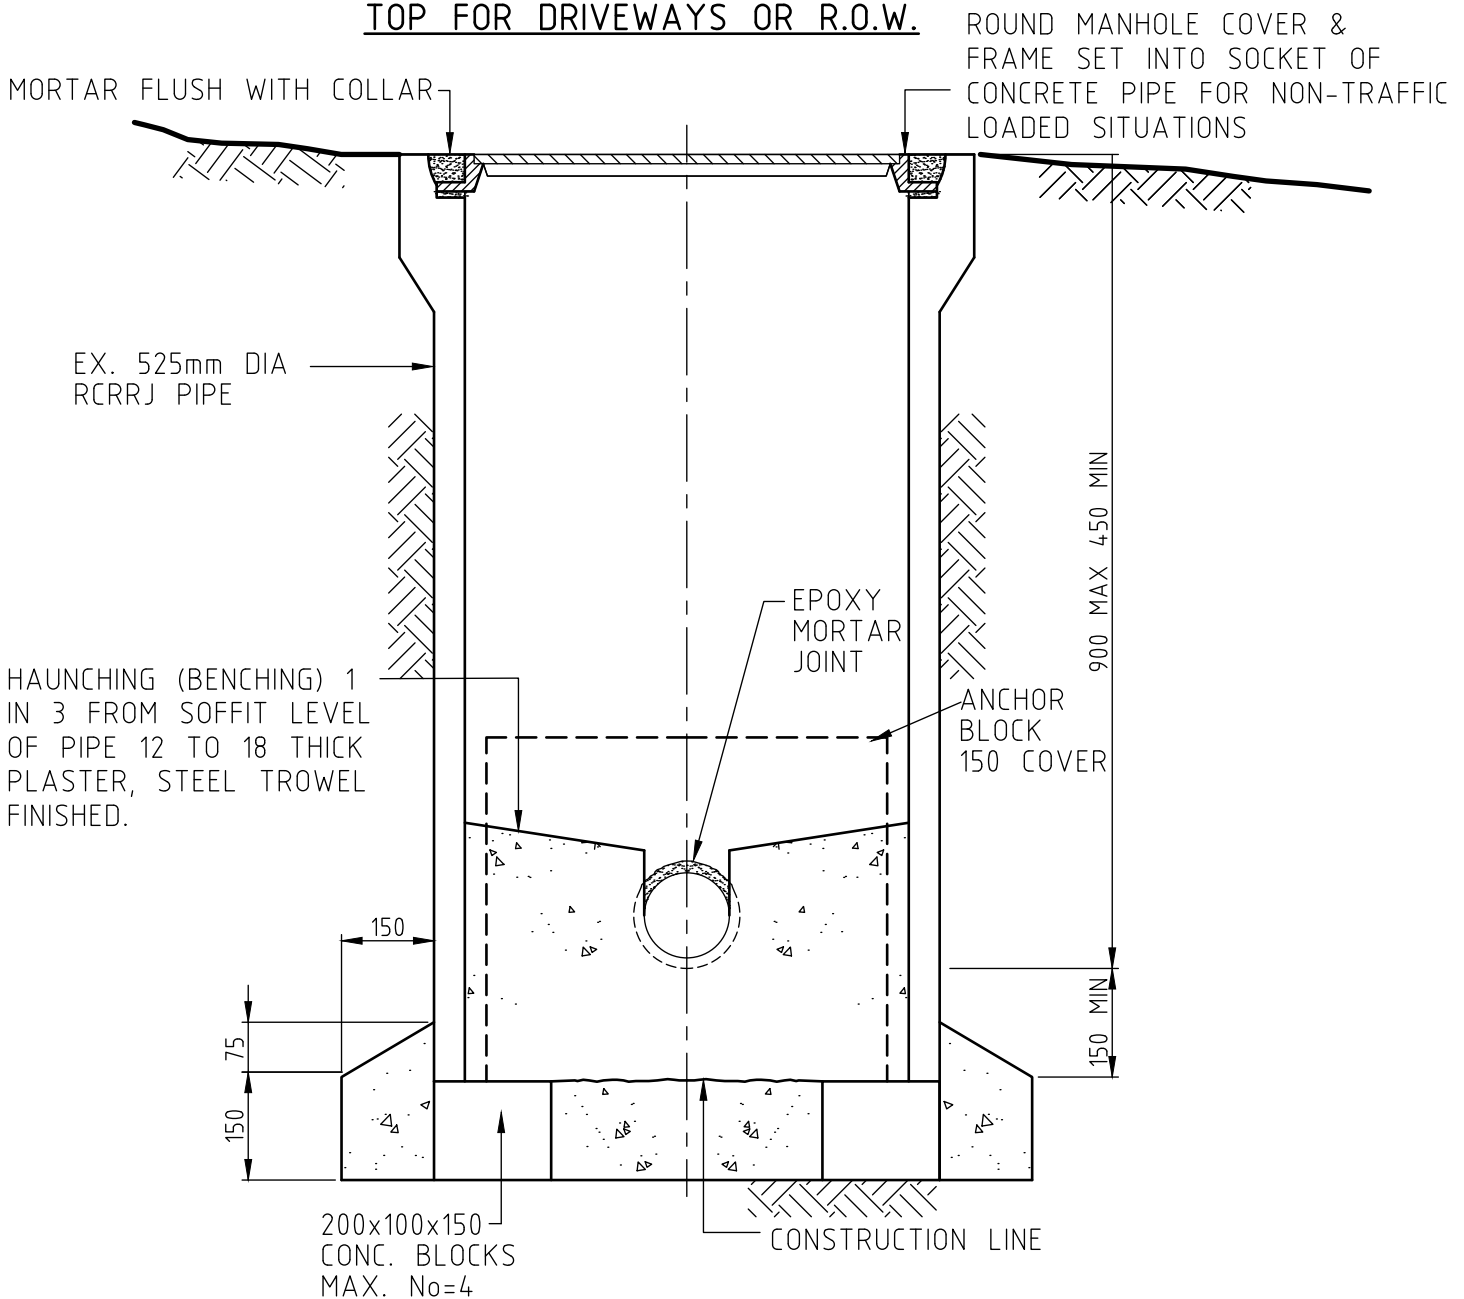 TOP FOR DRIVEWAYS OR R.O.W.
ROUND MANHOLE COVER &
FRAME SET INTO SOCKET OF
CONCRETE PIPE FOR NON-TRAFFIC
LOADED SITUATIONS
MORTAR FLUSH WITH COLLAR
EX. 525mm DIA
RCRRJ PIPE
900 MAX 450 MIN
EPOXY
MORTAR
JOINT
HAUNCHING (BENCHING) 1
IN 3 FROM SOFFIT LEVEL
OF PIPE 12 TO 18 THICK
PLASTER, STEEL TROWEL
FINISHED.
ANCHOR
BLOCK
150 COVER
150
75
150
150 MIN
200x100x150
CONC. BLOCKS
MAX. No=4
CONSTRUCTION LINE